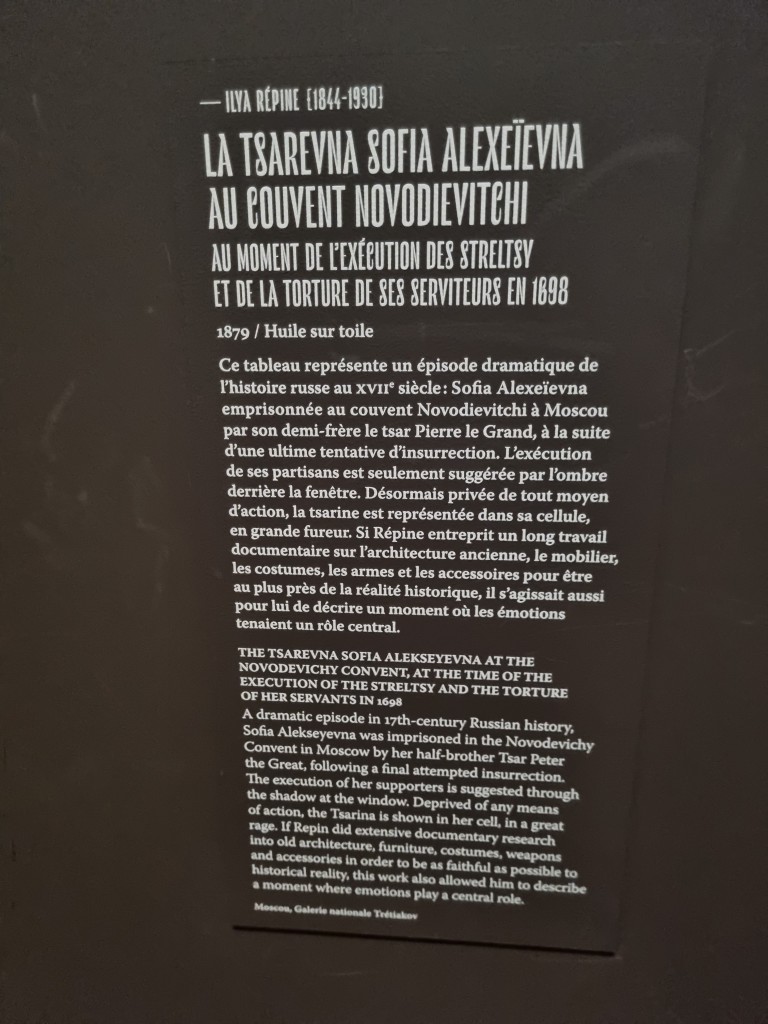 — ILYA RÉPINE (1844-1930)
LA TSAREVNA SOFIA ALEXEÏEVNA
AU COUVENT NOVODIEVITCHI
AU MOMENT DE L'EXÉCUTION DES STRELTSY
ET DE LA TORTURE DE SES SERVITEURS EN 1698
1879 / Huile sur toile
Ce tableau représente un épisode dramatique de
l'histoire russe au XVIIe siècle : Sofia Alexeïevna
emprisonnée au couvent Novodievitchi à Moscou
par son demi-frère le tsar Pierre le Grand, à la suite
d'une ultime tentative d'insurrection. L'exécution
de ses partisans est seulement suggérée par l'ombre
derrière la fenêtre. Désormais privée de tout moyen
d'action, la tsarine est représentée dans sa cellule,
en grande fureur. Si Répine entreprit un long travail
documentaire sur l'architecture ancienne, le mobilier,
les costumes, les armes et les accessoires pour être
au plus près de la réalité historique, il s'agissait aussi
pour lui de décrire un moment où les émotions
tenaient un rôle central.
THE TSAREVNA SOFIA ALEKSEYEVNA AT THE
NOVODEVICHY CONVENT, AT THE TIME OF THE
EXECUTION OF THE STRELTSY AND THE TORTURE
OF HER SERVANTS IN 1698
A dramatic episode in 17th-century Russian history,
Sofia Alekseyevna was imprisoned in the Novodevichy
Convent in Moscow by her half-brother Tsar Peter
the Great, following a final attempted insurrection.
The execution of her supporters is suggested through
the shadow at the window. Deprived of any means
of action, the Tsarina is shown in her cell, in a great
rage. If Repin did extensive documentary research
into old architecture, furniture, costumes, weapons
and accessories in order to be as faithful as possible to
historical reality, this work also allowed him to describe
a moment where emotions play a central role.
Moscou, Galerie nationale Trétiakov